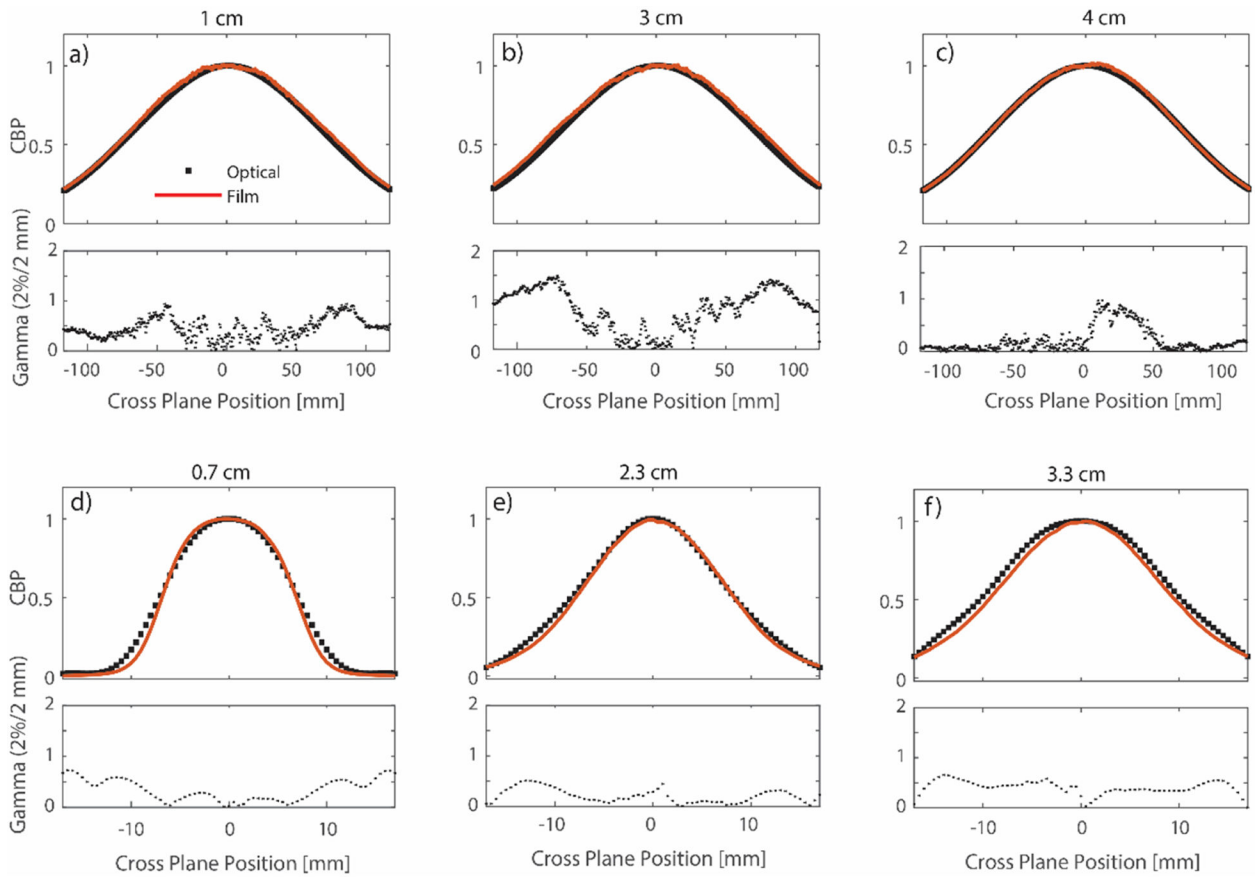 1 cm
3 cm
4 cm
a)
b)
c)
1
0.5
0
CBP
Optical
Film
1
0.5
0
1
0.5
0
2
1
0
Gamma (2%/2 mm)
2
1
0
2
1
0
-100 -50 0 50 100
-100 -50 0 50 100
-100 -50 0 50 100
Cross Plane Position [mm]
Cross Plane Position [mm]
Cross Plane Position [mm]
0.7 cm
2.3 cm
3.3 cm
d)
e)
f)
1
0.5
0
CBP
1
0.5
0
1
0.5
0
2
1
0
Gamma (2%/2 mm)
2
1
0
2
1
0
-10 0 10
-10 0 10
-10 0 10
Cross Plane Position [mm]
Cross Plane Position [mm]
Cross Plane Position [mm]